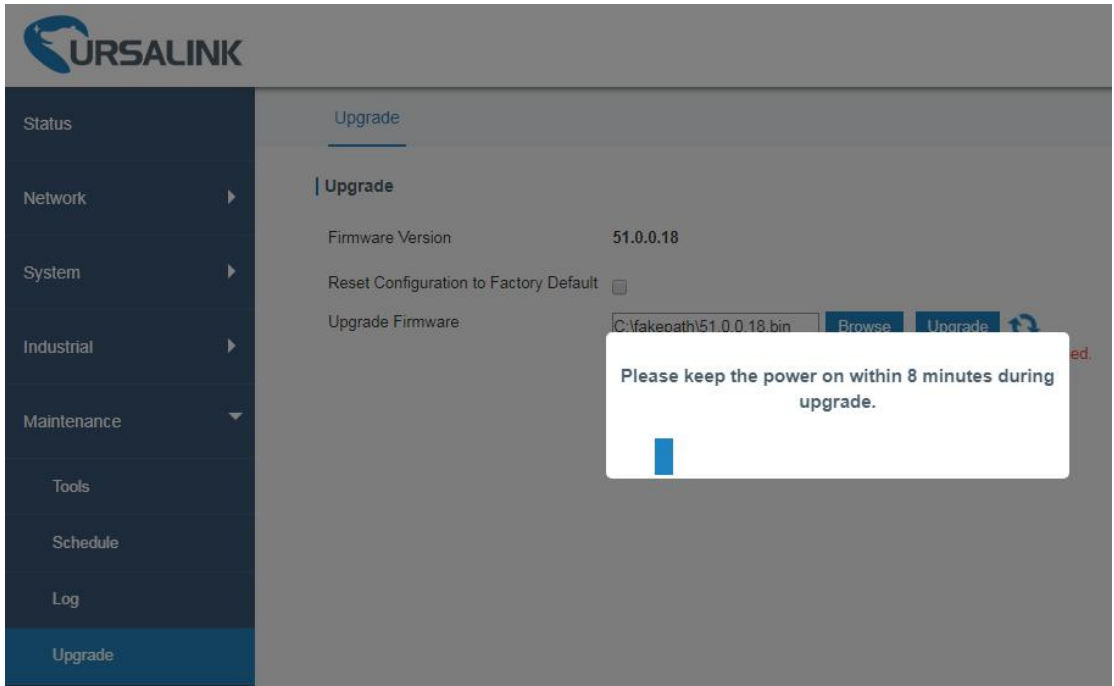 URSALINK
Status
Upgrade
Network
Upgrade
Firmware Version 51.0.0.18
System
Reset Configuration to Factory Default
Upgrade Firmware C:\fakepath\51.0.0.18.bin Browse Upgrade
Industrial
ed.
Please keep the power on within 8 minutes during
upgrade.
Maintenance
Tools
Schedule
Log
Upgrade